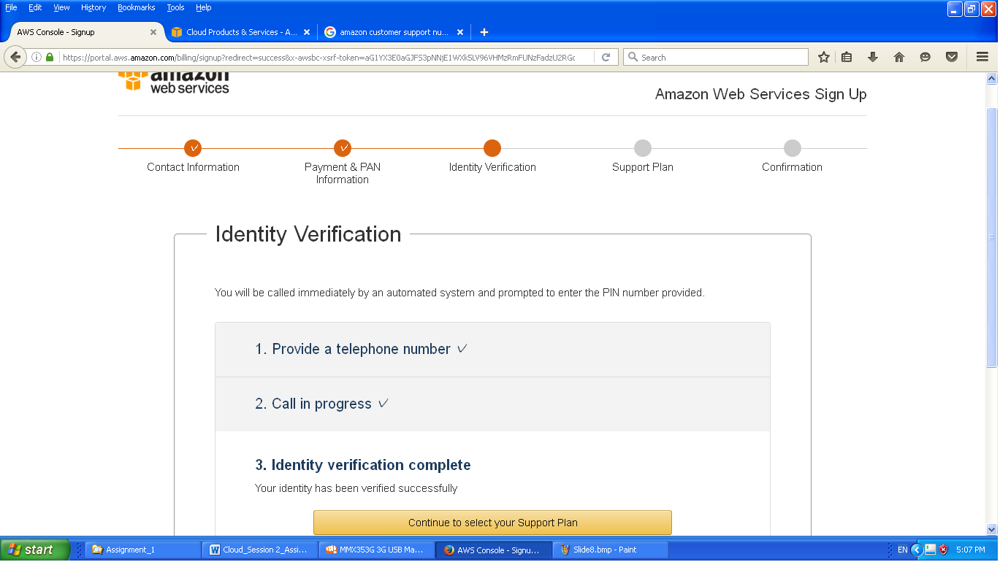 File Edit View History Bookmarks Tools Help
AWS Console - Signup
Cloud Products & Services - A...
amazon customer support nu...
https://portal.aws.amazon.com/billing/signup?redirect=success&x-awsbc-xsrf-token=
Search
amazon
web services
Amazon Web Services Sign Up
Contact Information
Payment & PAN
Information
Identity Verification
Support Plan
Confirmation
Identity Verification
You will be called immediately by an automated system and prompted to enter the PIN number provided.
1. Provide a telephone number
2. Call in progress
3. Identity verification complete
Your identity has been verified successfully
Continue to select your Support Plan
start
Assignment_1
Cloud_Session 2_Assi...
MMX353G 3G USB Ma...
AWS Console - Signu...
Slide8.bmp - Paint
EN
5:07 PM